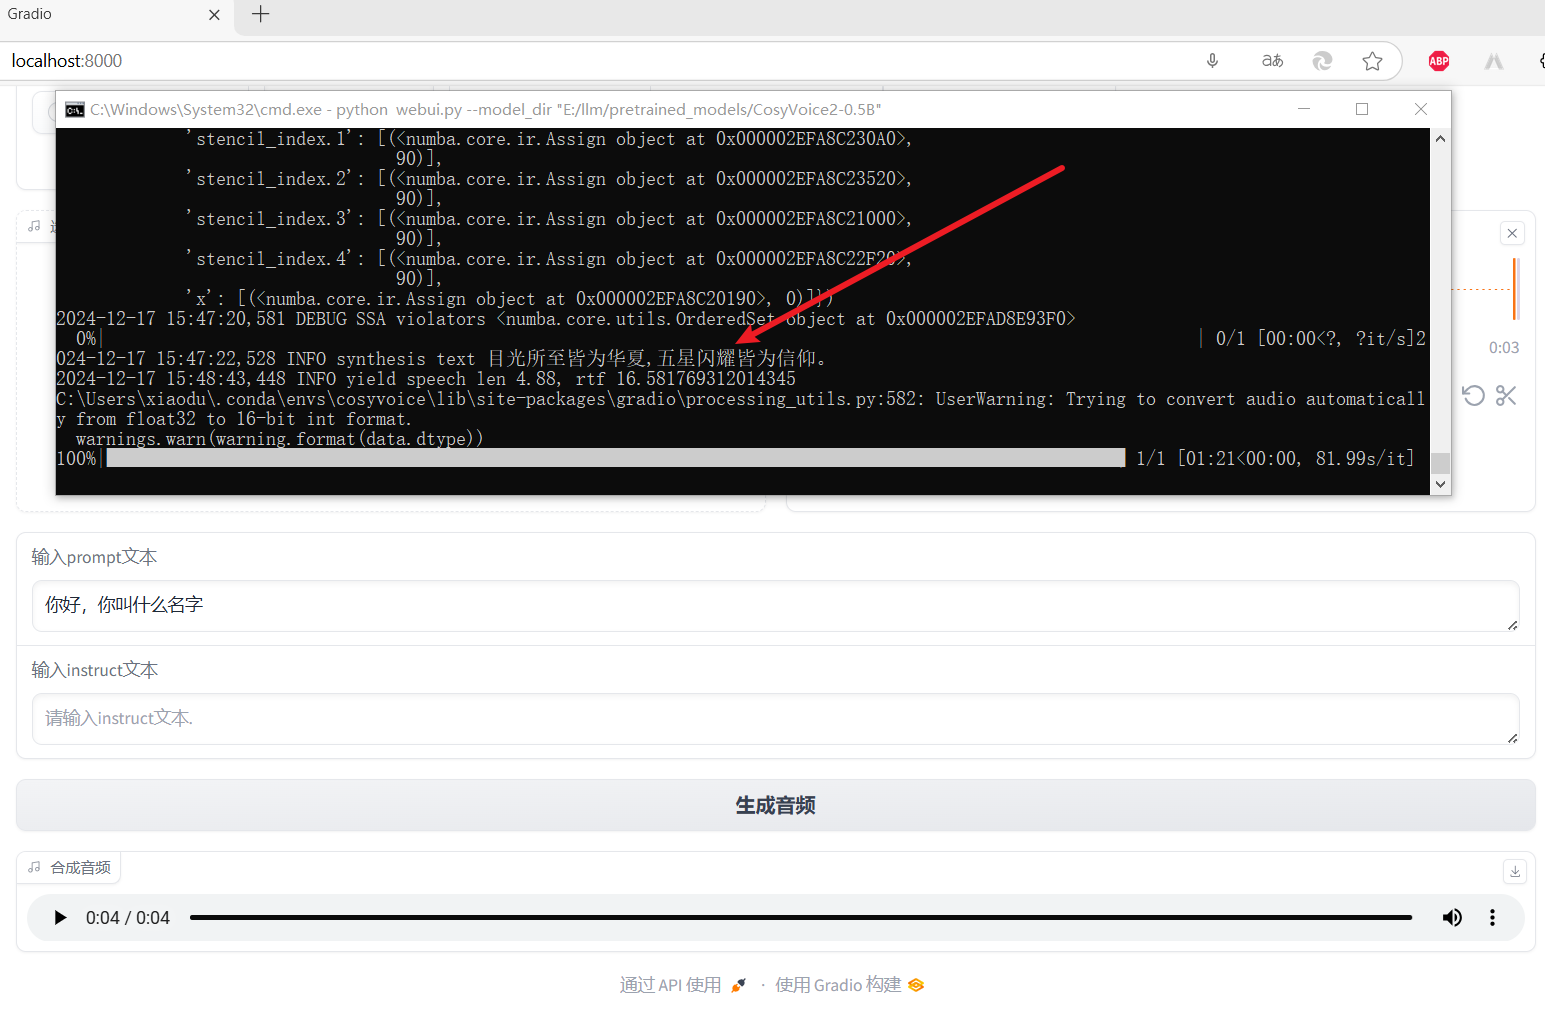 Gradio
localhost:8000
C:\Windows\System32\cmd.exe - python  webui.py --model_dir "E:/llm/pretrained_models/CosyVoice2-0.5B"
'stencil_index.1': [(<numba.core.ir.Assign object at 0x000002EFA8C230A0>,
90)],
'stencil_index.2': [(<numba.core.ir.Assign object at 0x000002EFA8C23520>,
90)],
'stencil_index.3': [(<numba.core.ir.Assign object at 0x000002EFA8C21000>,
90)],
'stencil_index.4': [(<numba.core.ir.Assign object at 0x000002EFA8C22F20>,
90)],
'x': [(<numba.core.ir.Assign object at 0x000002EFA8C20190>, 0)]})
2024-12-17 15:47:20,581 DEBUG SSA violators <numba.core.utils.OrderedSet object at 0x000002EFAD8E93F0>
0%| | 0/1 [00:00<?, ?it/s]2
024-12-17 15:47:22,528 INFO synthesis text 目光所至皆为华夏,五星闪耀皆为信仰。
2024-12-17 15:48:43,448 INFO yield speech len 4.88, rtf 16.581769312014345
C:\Users\xiaodu\.conda\envs\cosyvoice\lib\site-packages\gradio\processing_utils.py:582: UserWarning: Trying to convert audio automaticall
y from float32 to 16-bit int format.
warnings.warn(warning.format(data.dtype))
100%| 1/1 [01:21<00:00, 81.99s/it]
0:03
输入prompt文本
你好，你叫什么名字
输入instruct文本
请输入instruct文本.
生成音频
合成音频
0:04 / 0:04
通过 API 使用 · 使用 Gradio 构建